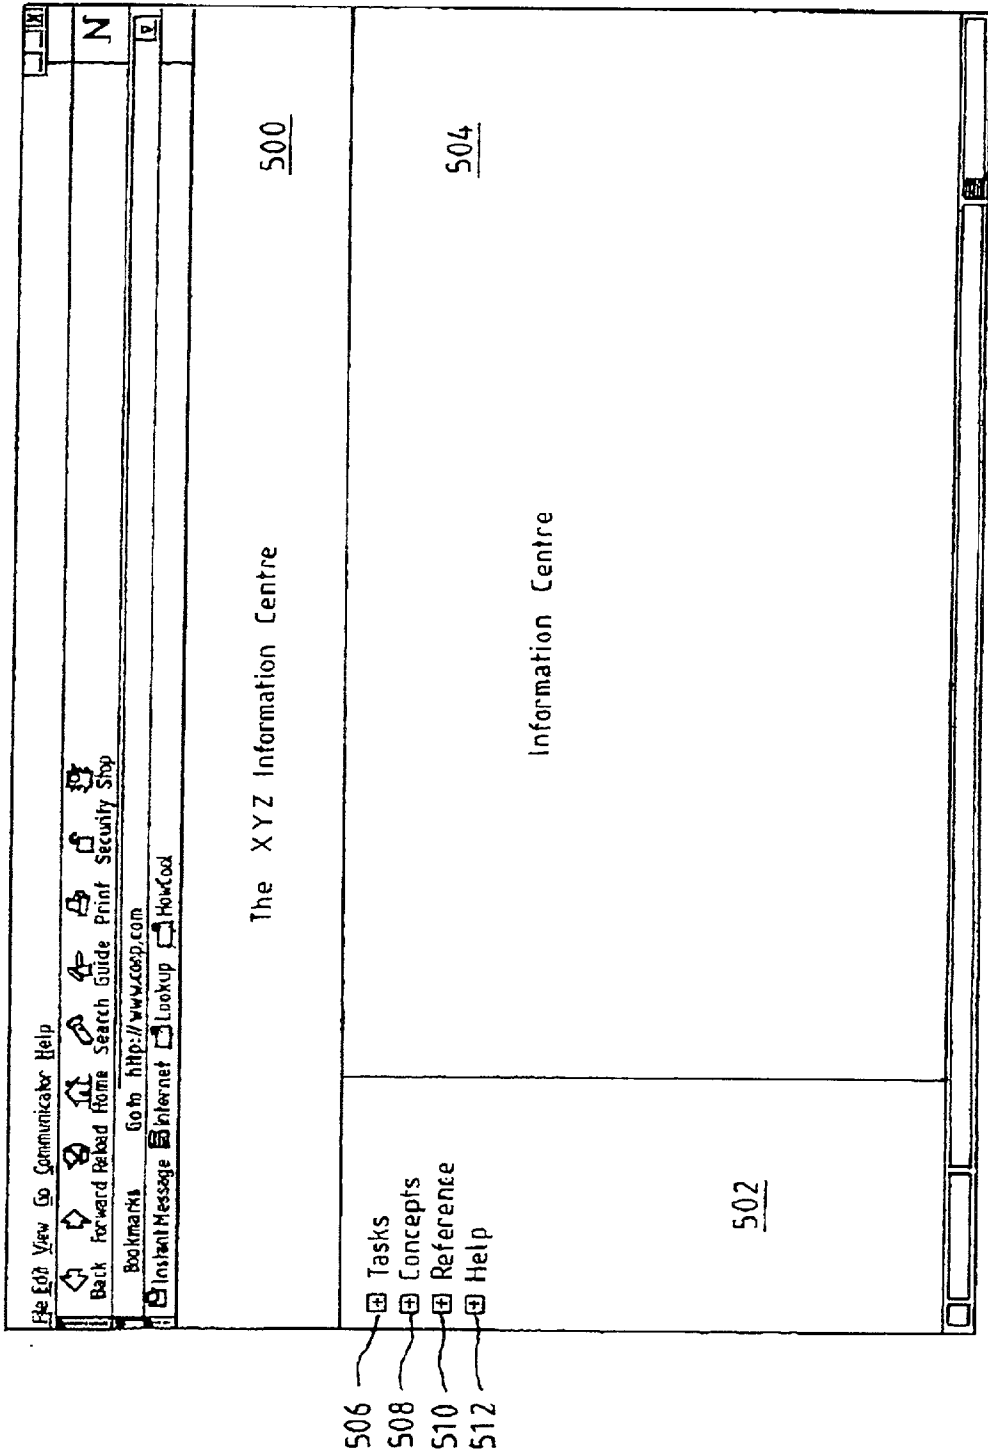 File Edit View Go Communicator Help
Back Forward Reload Home Search Guide Print Security Stop
N
Bookmarks Go to http://www.cosp,com
Instant Message Internet Lookup HowCool
The XYZ Information Centre
500
506 Tasks
508 Concepts
510 Reference
512 Help
502
504
Information Centre